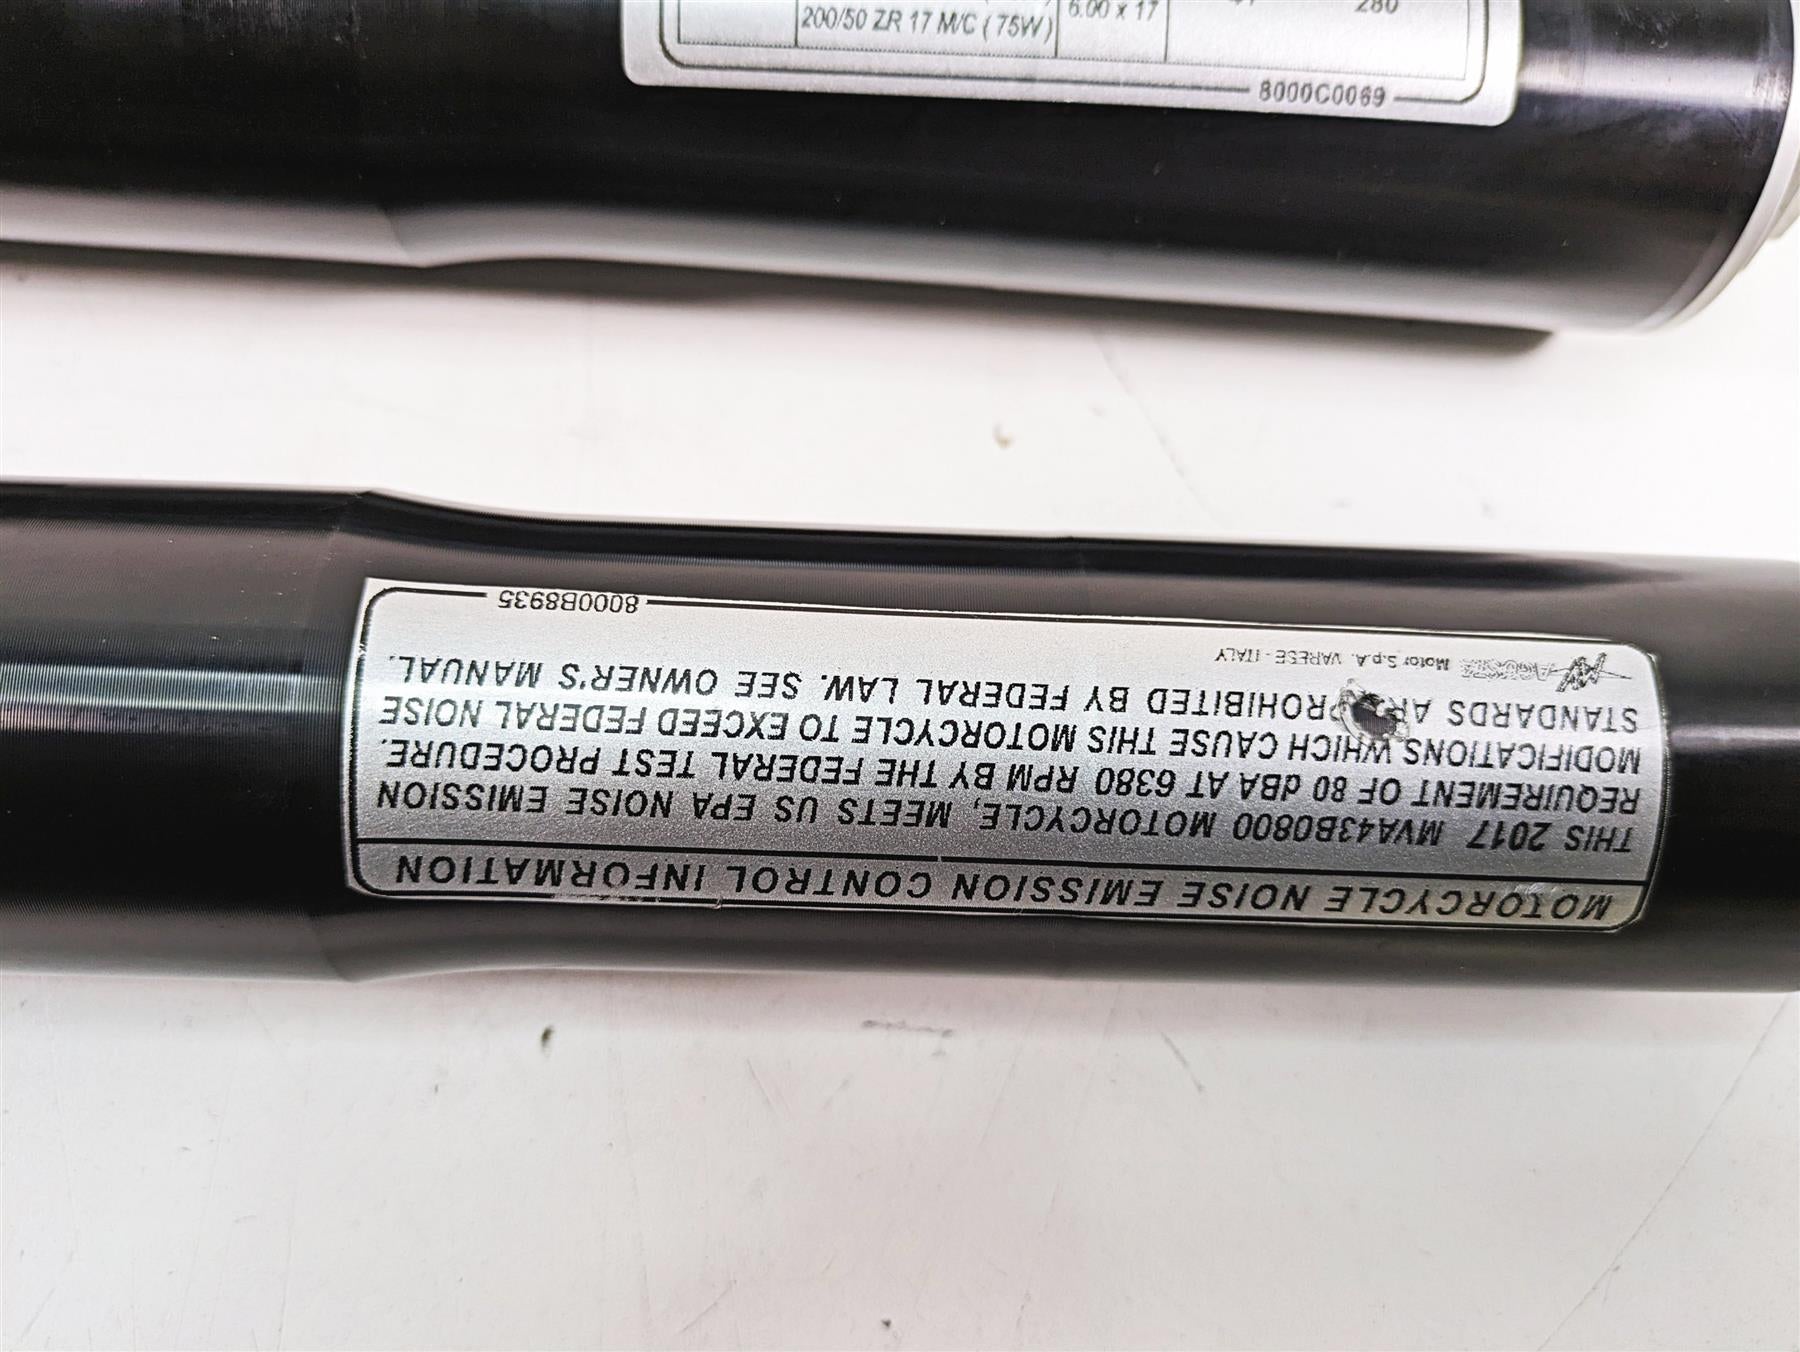 200/50 ZR 17 M/C ( 75W )
6.00 x 17
280
8000C0069
MOTORCYCLE NOISE EMISSION CONTROL INFORMATION
THIS 2017 MVAA43B0800 MOTORCYCLE, MEETS US EPA NOISE EMISSION
REQUIREMENT OF 80 dBA AT 6380 RPM BY THE FEDERAL TEST PROCEDURE.
MODIFICATIONS WHICH CAUSE THIS MOTORCYCLE TO EXCEED FEDERAL NOISE
STANDARDS PROHIBITED BY FEDERAL LAW. SEE OWNER'S MANUAL.
AGUSTA Motor S.p.A. VARESE - ITALY
8000B8935